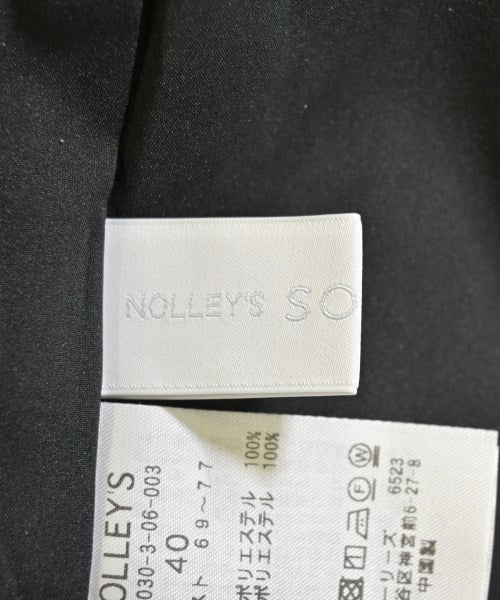 NOLLEY'S SO
OLLEY'S
030-3-06-003
40
スト 69～77
ポリエステル 100%
ポリエステル 100%
F W
ーリーズ 6523
谷区神宮前6-27-8
中国製